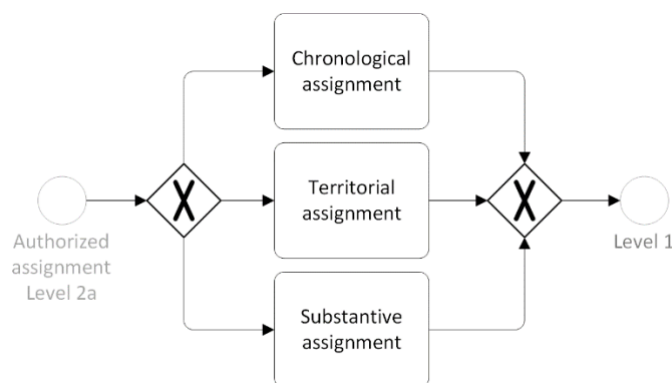 Chronological
assignment
Territorial
assignment
Authorized
assignment
Level 2a
Level 1
Substantive
assignment